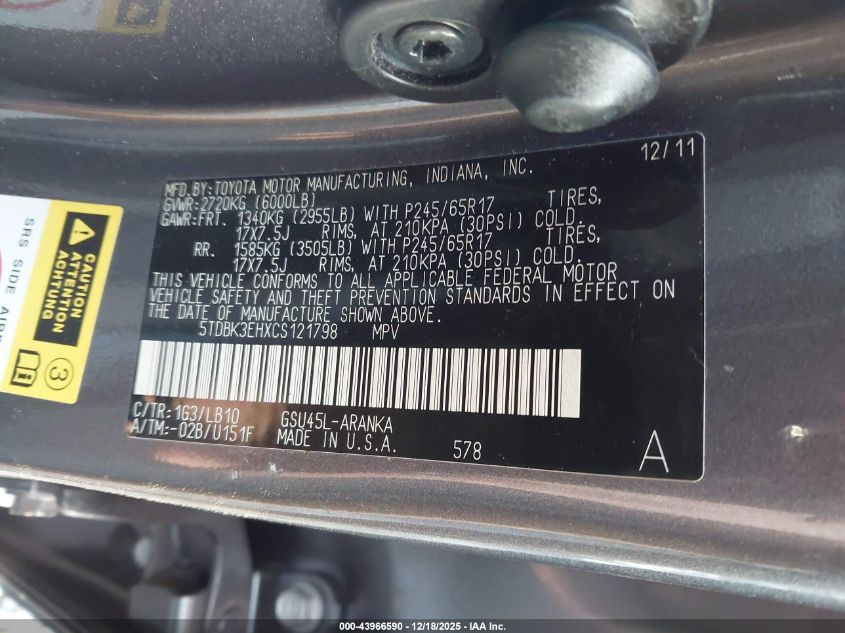 12/11
MFD.BY:TOYOTA MOTOR MANUFACTURING, INDIANA, INC.
GVWR:2720KG (6000LB)
GAWR:FRT. 1340KG (2955LB) WITH P245/65R17 TIRES,
17X7.5J RIMS, AT 210KPA (30PSI) COLD.
RR. 1585KG (3505LB) WITH P245/65R17 TIRES,
17X7.5J RIMS, AT 210KPA (30PSI) COLD.
THIS VEHICLE CONFORMS TO ALL APPLICABLE FEDERAL MOTOR
VEHICLE SAFETY AND THEFT PREVENTION STANDARDS IN EFFECT ON
THE DATE OF MANUFACTURE SHOWN ABOVE.
5TDBK3EHXCS121798 MPV
C/TR:1G3/LB10 GSU45L-ARANKA
A/TM:-02B/U151F MADE IN U.S.A.
578
A
SRS SIDE
CAUTION
ATTENTION
ACHTUNG
3
000-43966590 - 12/18/2025 - IAA Inc.